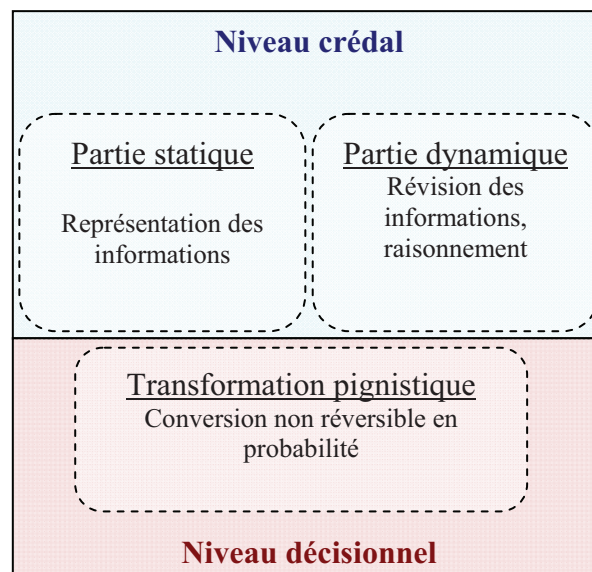 Niveau crédal
Partie statique
Représentation des
informations
Partie dynamique
Révision des
informations,
raisonnement
Transformation pignistique
Conversion non réversible en
probabilité
Niveau décisionnel